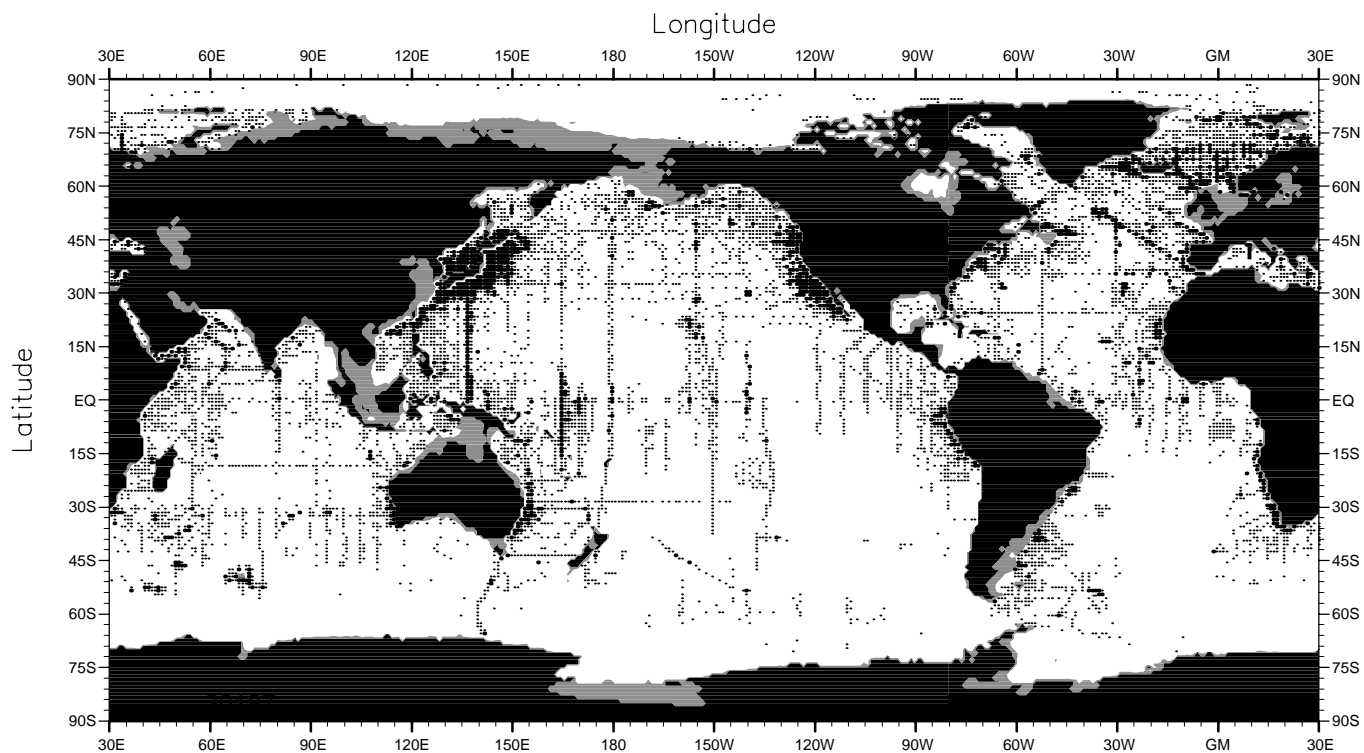 Longitude
30E 60E 90E 120E 150E 180 150W 120W 90W 60W 30W GM 30E
90N 90N
75N 75N
60N 60N
45N 45N
30N 30N
15N 15N
Latitude
EQ EQ
15S 15S
30S 30S
45S 45S
60S 60S
75S 75S
90S 90S
30E 60E 90E 120E 150E 180 150W 120W 90W 60W 30W GM 30E